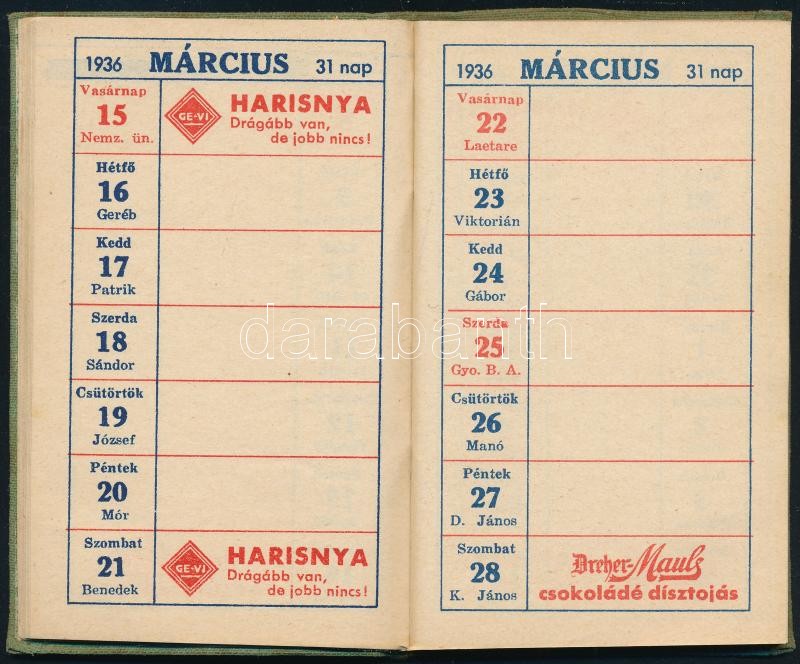 1936 MÁRCIUS 31 nap
Vasárnap
15
Nemz. ün.
GE-VI
HARISNYA
Drágább van,
de jobb nincs!
Hétfő
16
Geréb
Kedd
17
Patrik
Szerda
18
Sándor
Csütörtök
19
József
Péntek
20
Mór
Szombat
21
Benedek
GE-VI
HARISNYA
Drágább van,
de jobb nincs!
1936 MÁRCIUS 31 nap
Vasárnap
22
Laetare
Hétfő
23
Viktorián
Kedd
24
Gábor
Szerda
25
Gyo. B. A.
Csütörtök
26
Manó
Péntek
27
D. János
Szombat
28
K. János
Dreher-Mauls
csokoládé dísztojás
darabanth